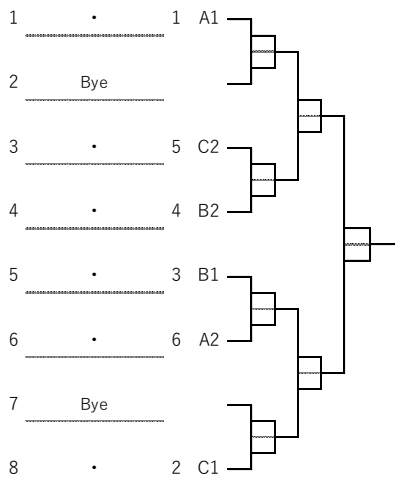 1 • 1 A1
2 Bye
3 • 5 C2
4 • 4 B2
5 • 3 B1
6 • 6 A2
7 Bye
8 • 2 C1